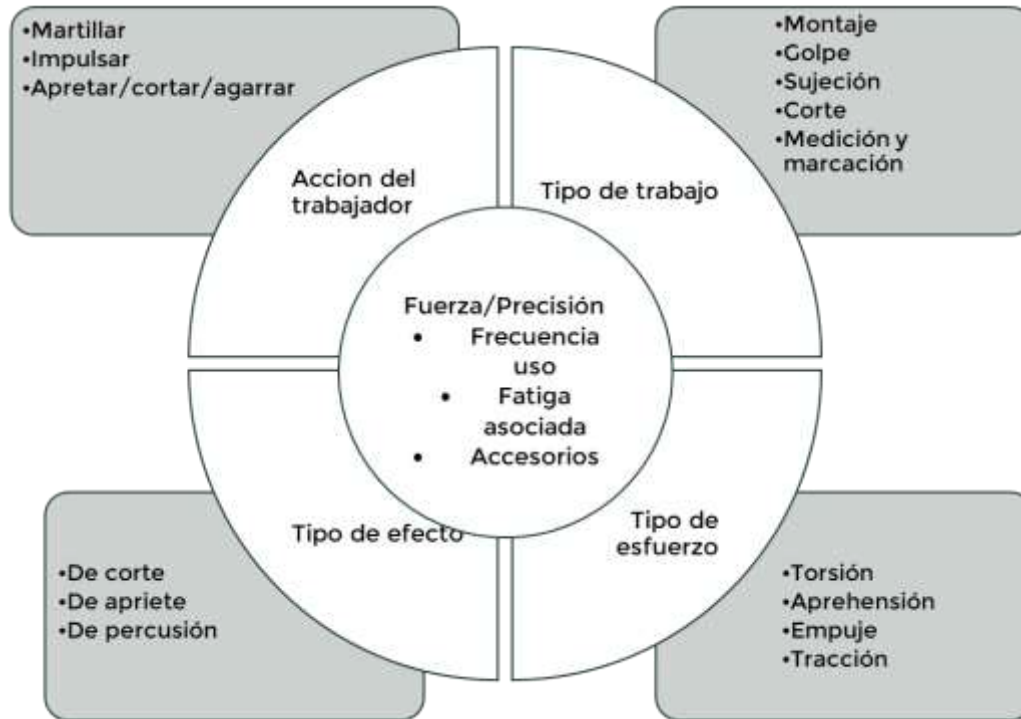 •Martillar
•Impulsar
•Apretar/cortar/agarrar
•Montaje
•Golpe
•Sujeción
•Corte
•Medición y
marcación
Accion del
trabajador
Tipo de trabajo
Fuerza/Precisión
• Frecuencia
uso
• Fatiga
asociada
• Accesorios
Tipo de efecto
Tipo de
esfuerzo
•De corte
•De apriete
•De percusión
•Torsión
•Aprehensión
•Empuje
•Tracción